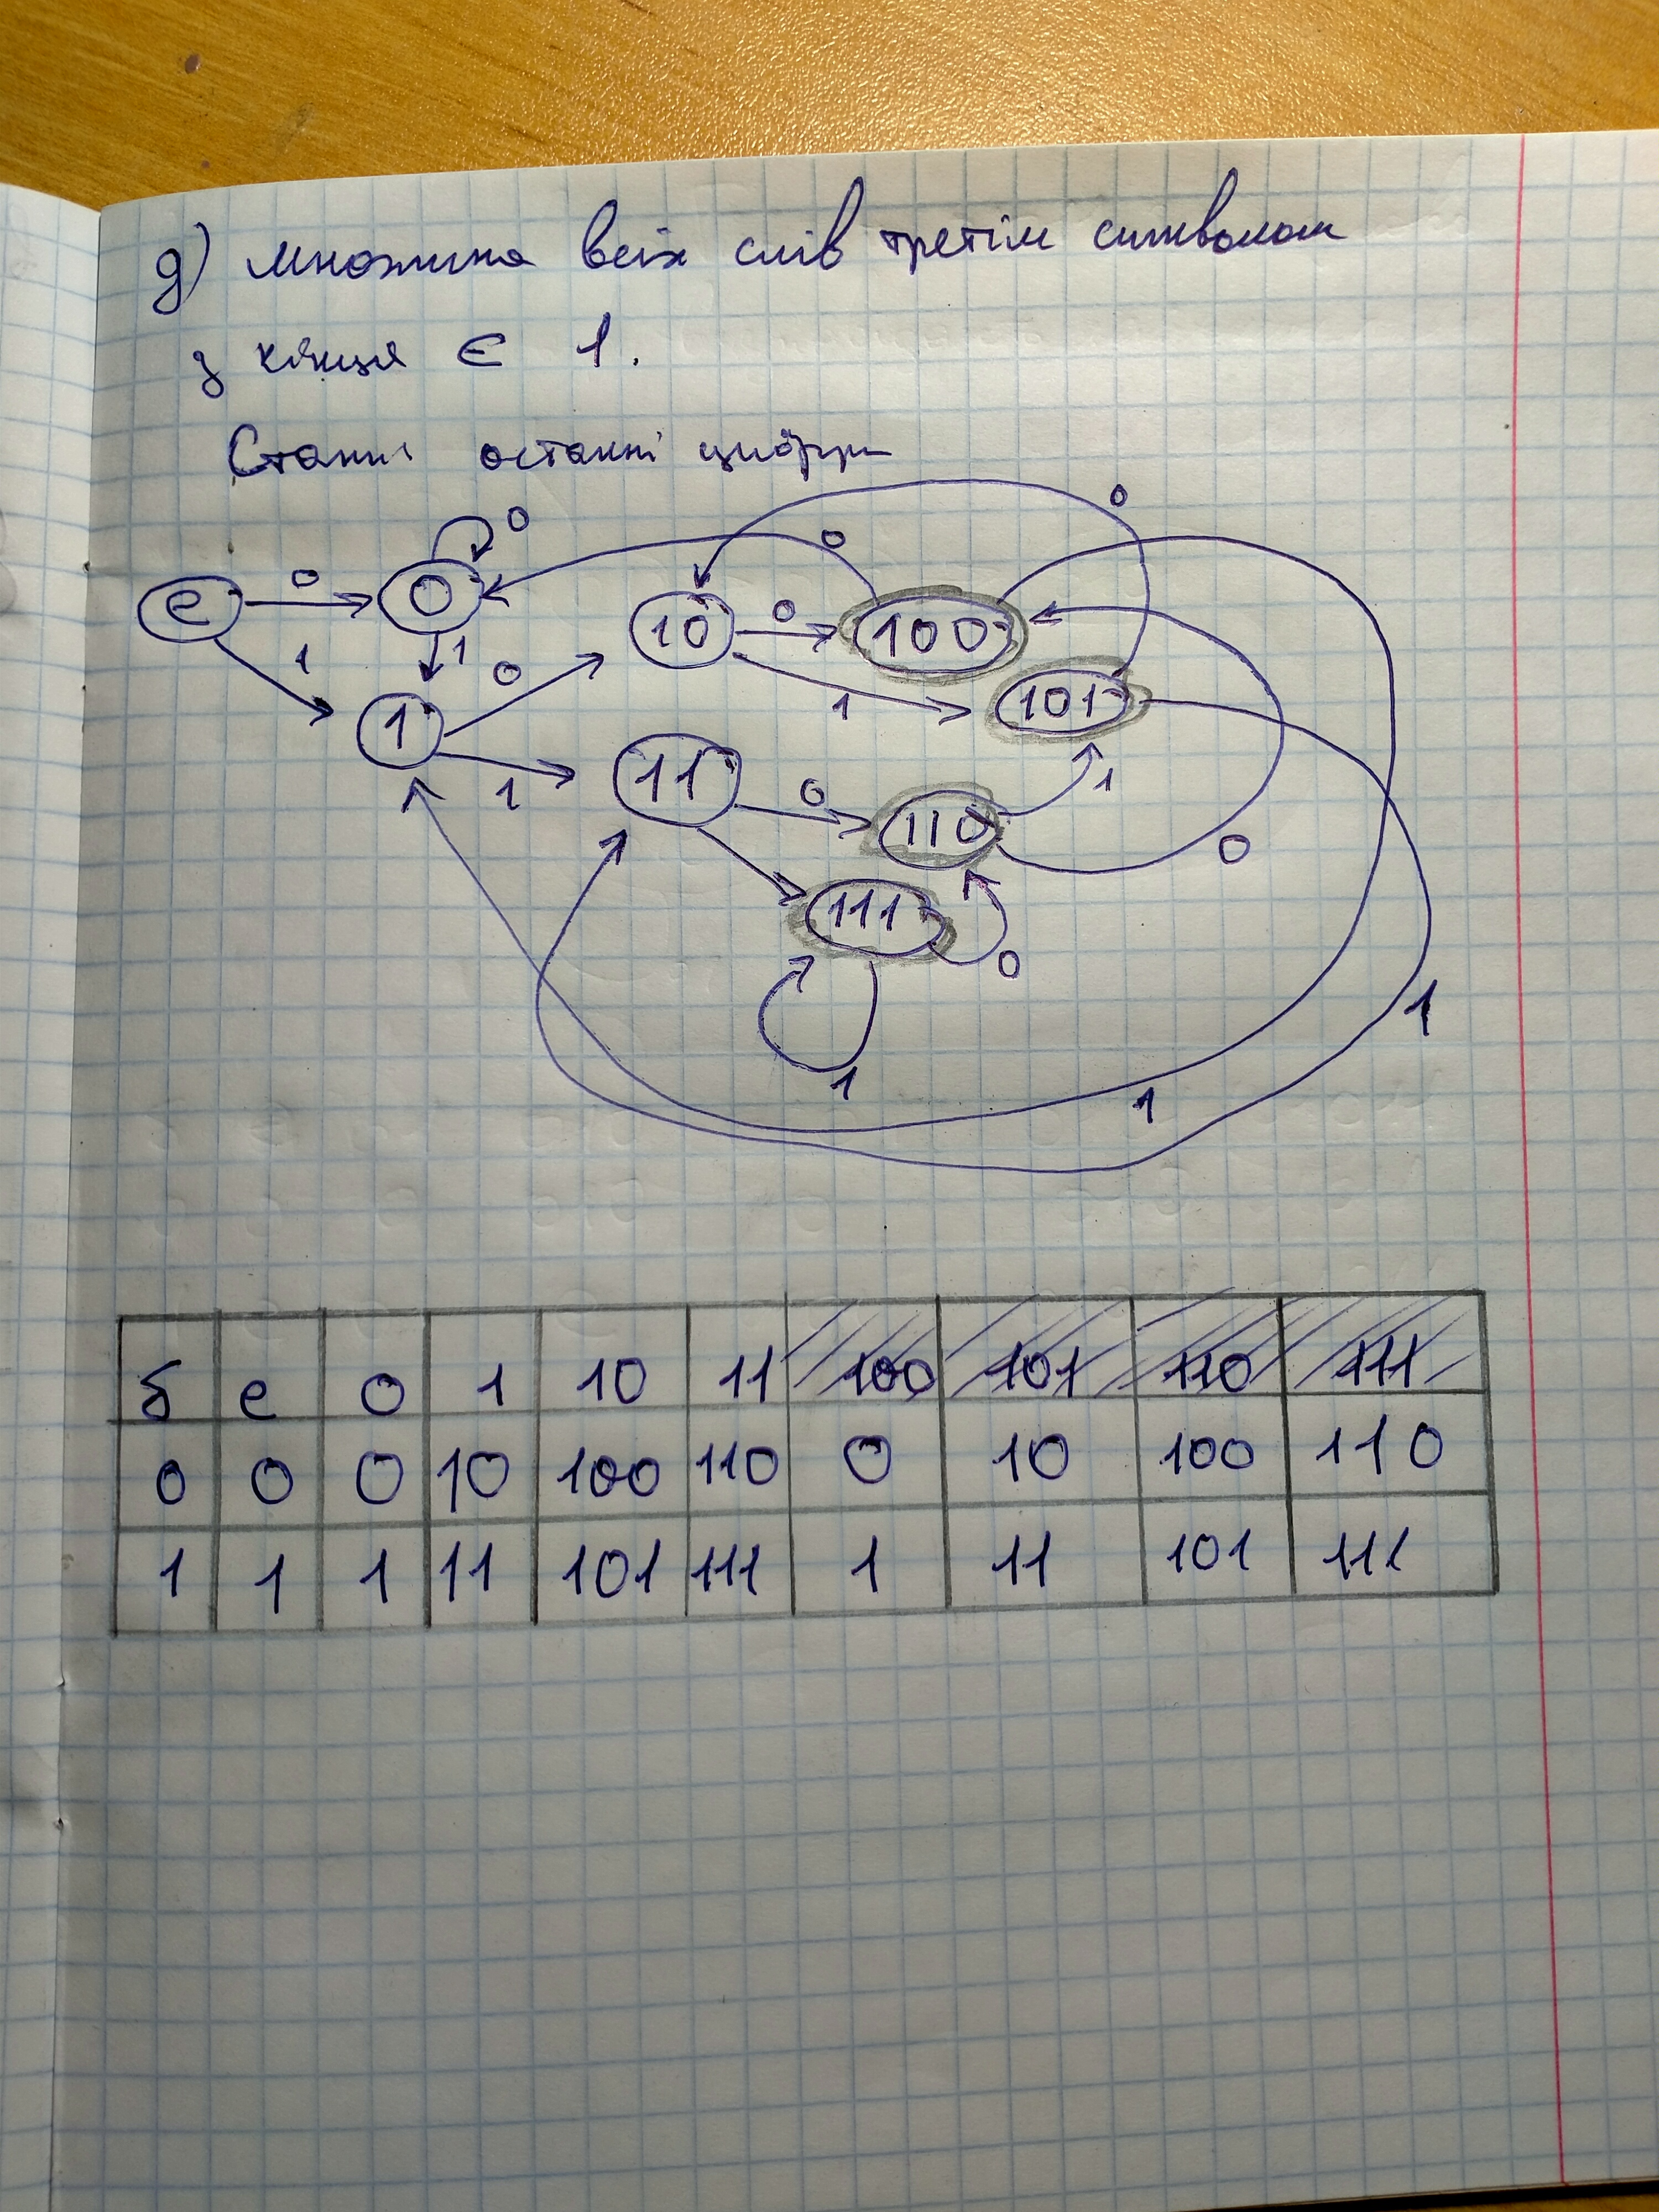 д) множина всіх слів третім символом
з кінця є 1.
Стани останні цифри
0
0
0
0
e 0 0 10 0 100
1 1 0 1 101
1 11 0 110 1
1 111 0 0
1
1
1
б e 0 1 10 11 100 101 110 111
0 0 0 10 100 110 0 10 100 110
1 1 1 11 101 111 1 11 101 111